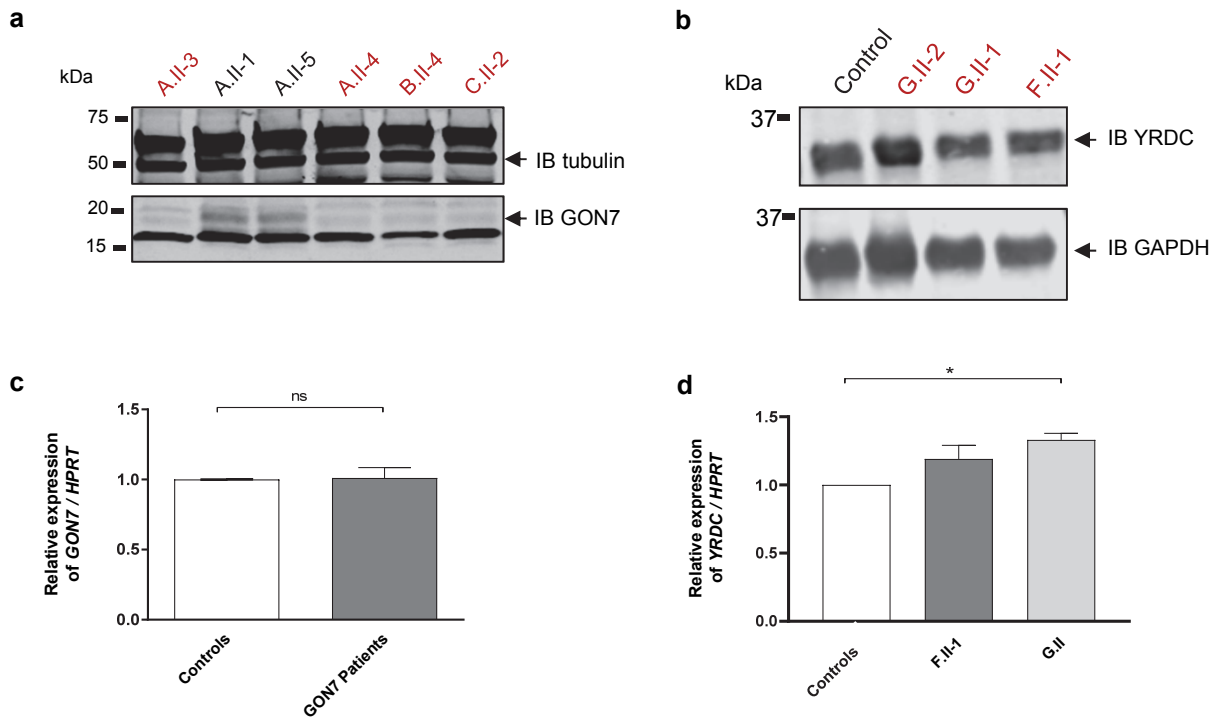 a
kDa
A.II-3
A.II-1
A.II-5
A.II-4
B.II-4
C.II-2
75
50
IB tubulin
20
15
IB GON7
b
kDa
Control
G.II-2
G.II-1
F.II-1
37
IB YRDC
37
IB GAPDH
c
Relative expression
of GON7 / HPRT
1.5
1.0
0.5
0.0
ns
Controls
GON7 Patients
d
Relative expression
of YRDC / HPRT
1.5
1.0
0.5
0.0
*
Controls
F.II-1
G.II